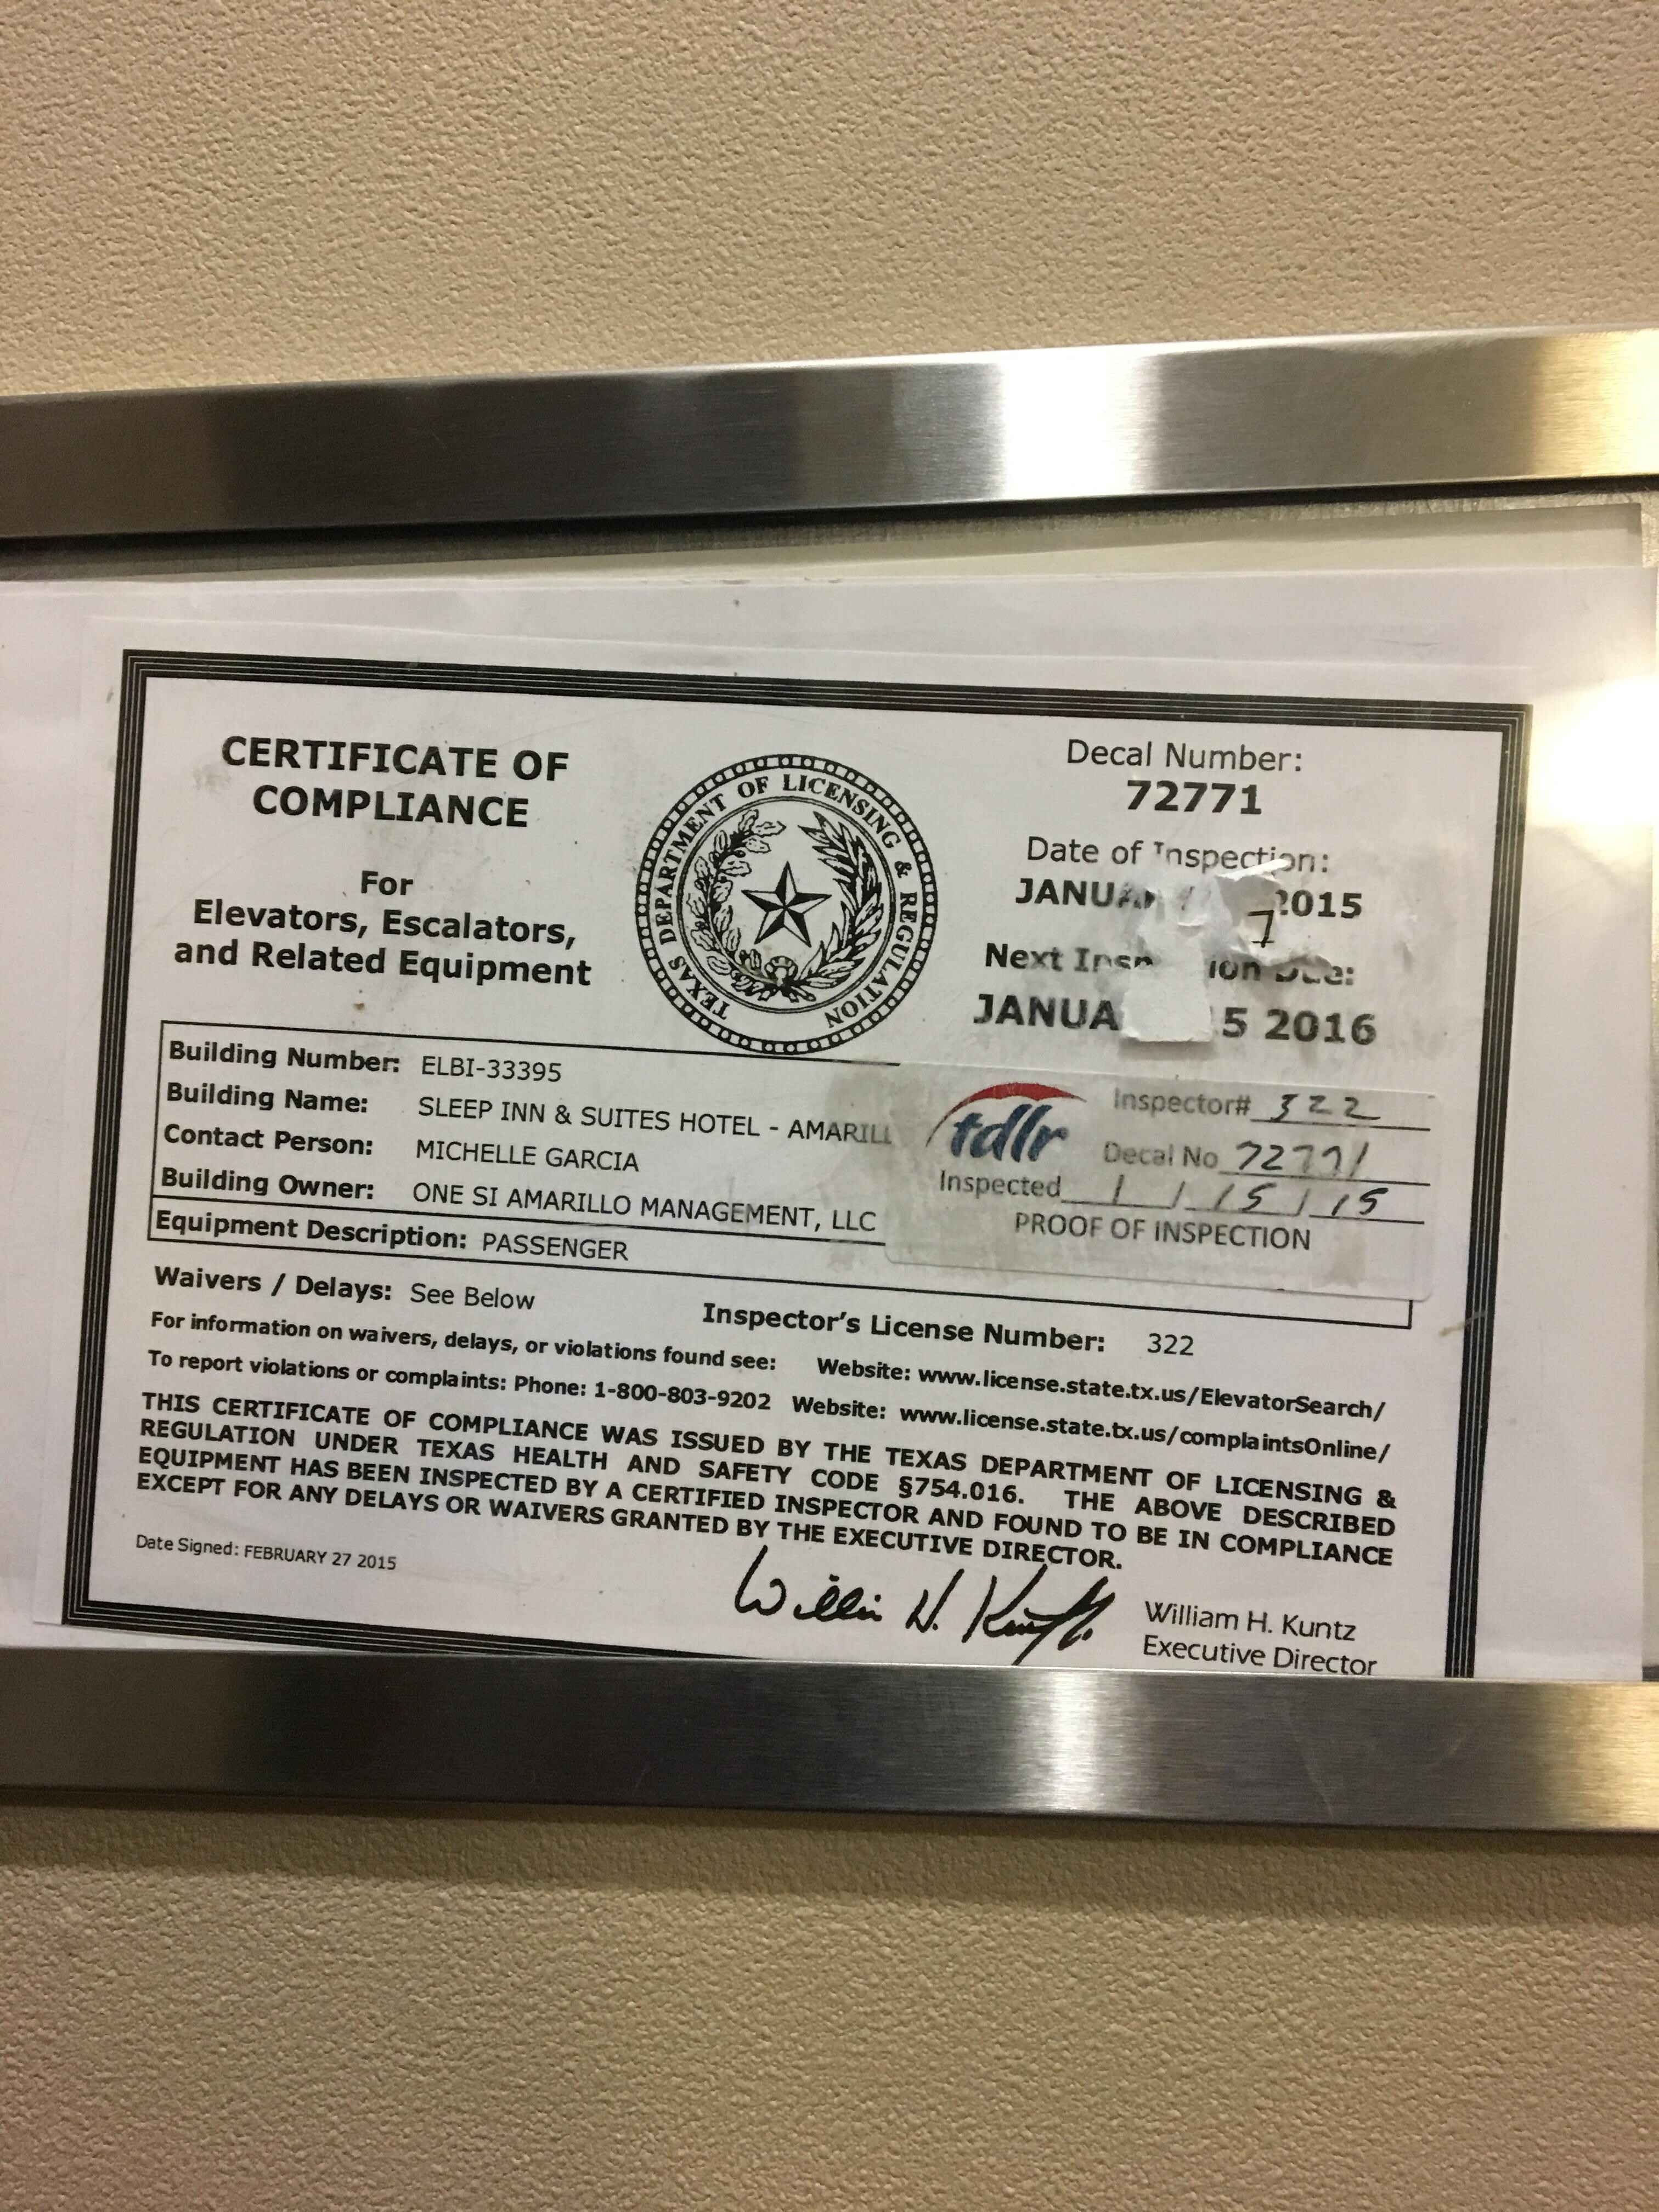 CERTIFICATE OF
COMPLIANCE
For
Elevators, Escalators,
and Related Equipment
TEXAS DEPARTMENT OF LICENSING & REGULATION
Decal Number:
72771
Date of Inspection:
2015
Next
Due:
5 2016
Building Number: ELBI-33395
Building Name: SLEEP INN & SUITES HOTEL - AMARILL
Contact Person: MICHELLE GARCIA
Building Owner: ONE SI AMARILLO MANAGEMENT, LLC
Equipment Description: PASSENGER
tdlr
Inspector# 322
Decal No 72771
Inspected 1 / 15 / 15
PROOF OF INSPECTION
Waivers / Delays: See Below
Inspector's License Number: 322
For information on waivers, delays, or violations found see: Website: www.license.state.tx.us/ElevatorSearch/
To report violations or complaints: Phone: 1-800-803-9202 Website: www.license.state.tx.us/complaintsOnline/
THIS CERTIFICATE OF COMPLIANCE WAS ISSUED BY THE TEXAS DEPARTMENT OF LICENSING &
REGULATION UNDER TEXAS HEALTH AND SAFETY CODE §754.016. THE ABOVE DESCRIBED
EQUIPMENT HAS BEEN INSPECTED BY A CERTIFIED INSPECTOR AND FOUND TO BE IN COMPLIANCE
EXCEPT FOR ANY DELAYS OR WAIVERS GRANTED BY THE EXECUTIVE DIRECTOR.
Date Signed: FEBRUARY 27 2015
William H. Kuntz
William H. Kuntz
Executive Director